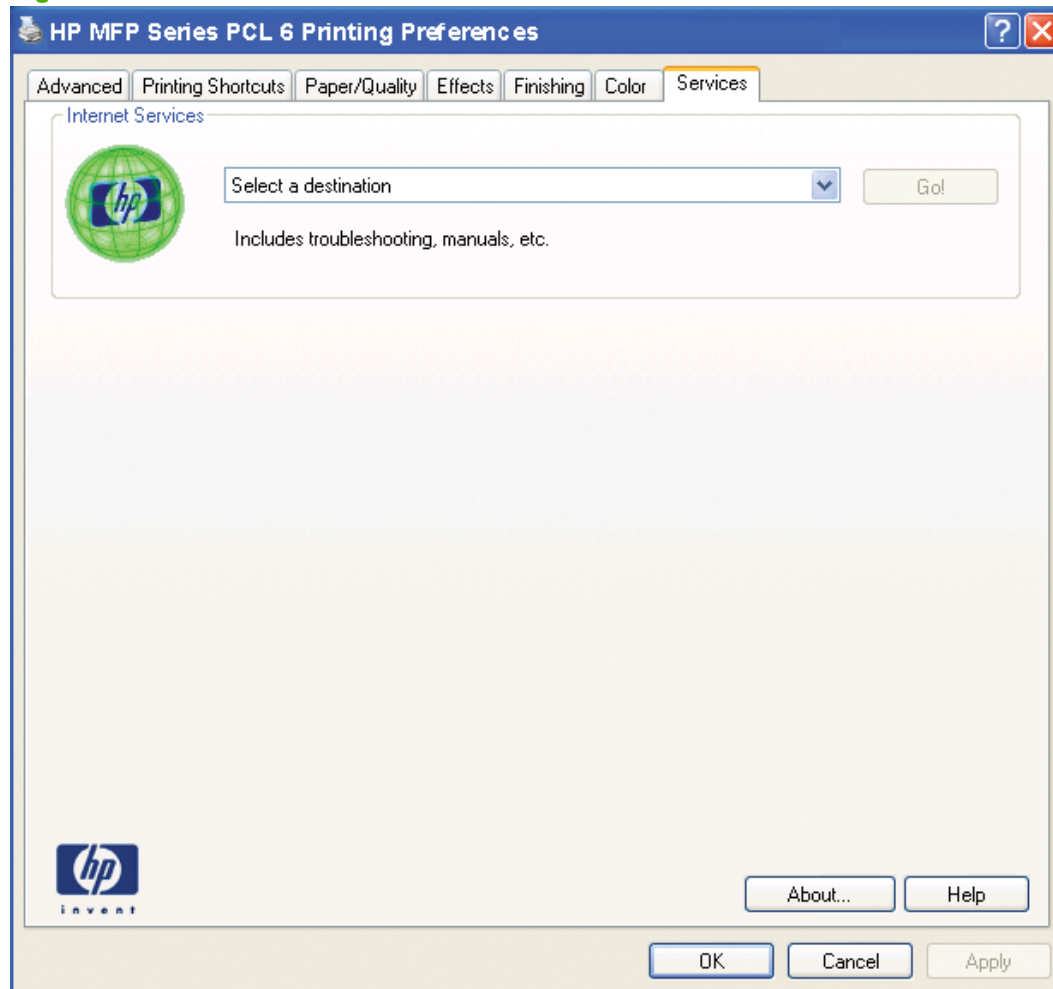 HP MFP Series PCL 6 Printing Preferences
?
Advanced Printing Shortcuts Paper/Quality Effects Finishing Color Services
Internet Services
hp
Select a destination Go!
Includes troubleshooting, manuals, etc.
hp
invent
About... Help
OK Cancel Apply